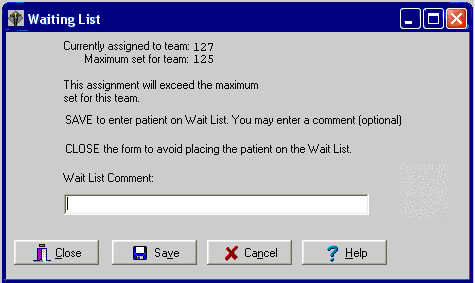 Waiting List
Currently assigned to team: 127
Maximum set for team: 125
This assignment will exceed the maximum
set for this team.
SAVE to enter patient on Wait List. You may enter a comment (optional)
CLOSE the form to avoid placing the patient on the Wait List.
Wait List Comment:
Close Save Cancel Help